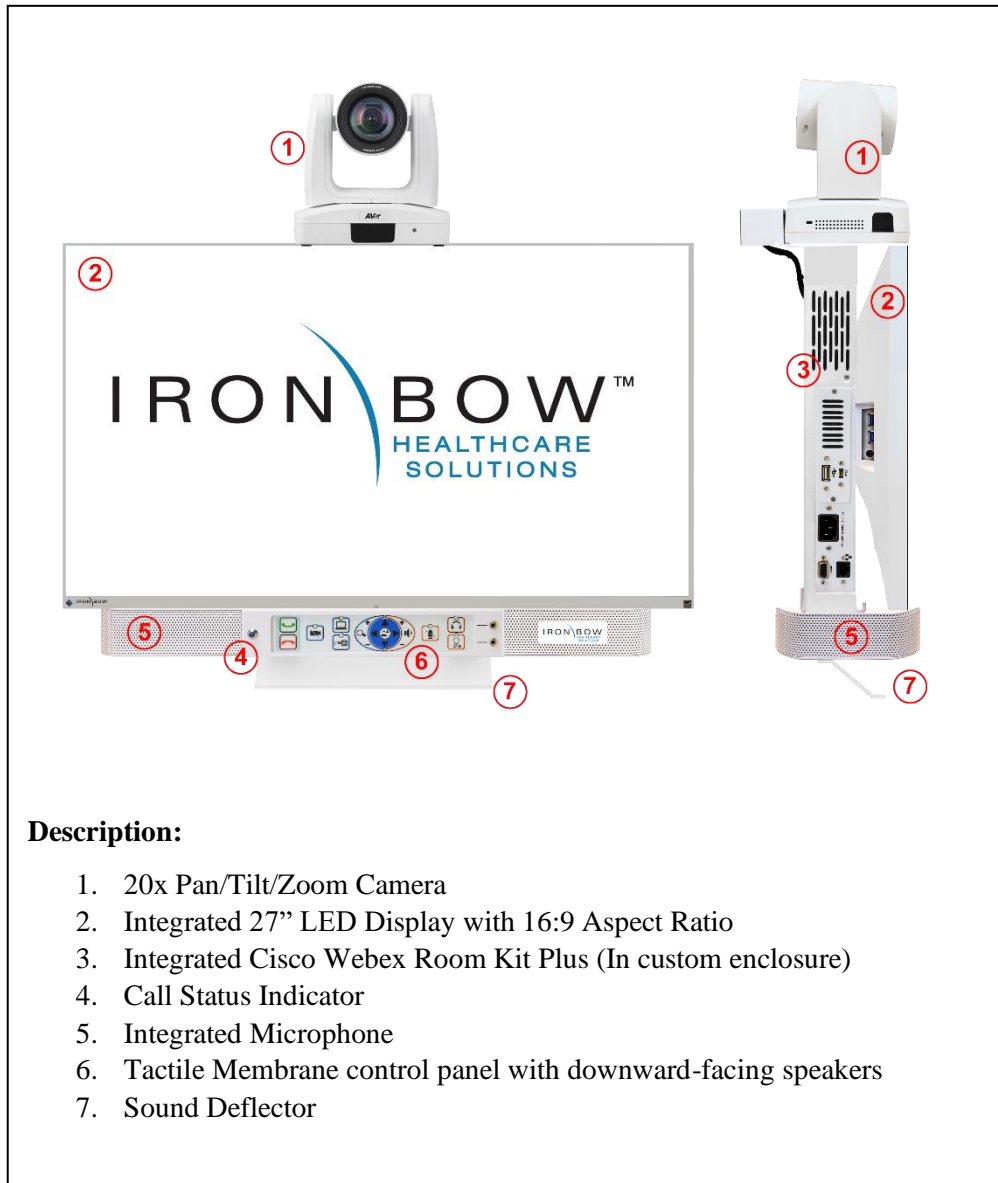 1
1
AVer
2
2
IRON BOW™
HEALTHCARE
SOLUTIONS
3
IRON BOW
5
4
6
IRON BOW
7
5
7
Description:
1. 20x Pan/Tilt/Zoom Camera
2. Integrated 27” LED Display with 16:9 Aspect Ratio
3. Integrated Cisco Webex Room Kit Plus (In custom enclosure)
4. Call Status Indicator
5. Integrated Microphone
6. Tactile Membrane control panel with downward-facing speakers
7. Sound Deflector